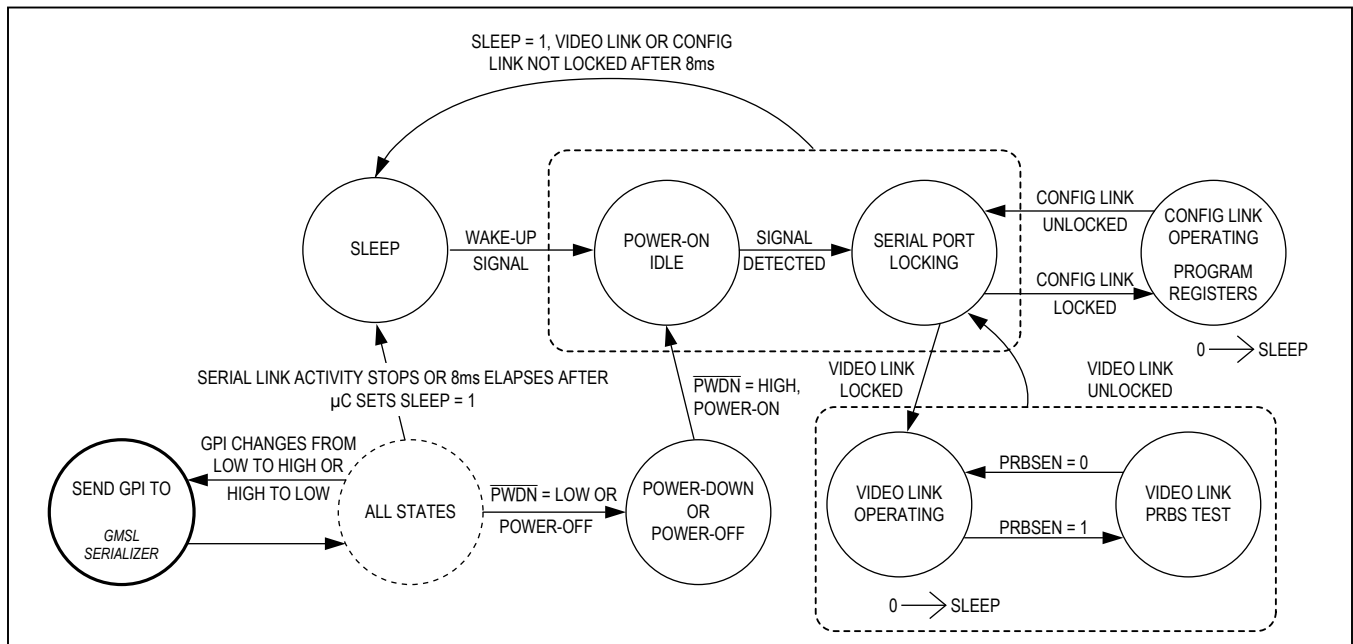 SLEEP = 1, VIDEO LINK OR CONFIG
LINK NOT LOCKED AFTER 8ms
SLEEP
WAKE-UP
SIGNAL
POWER-ON
IDLE
SIGNAL
DETECTED
SERIAL PORT
LOCKING
CONFIG LINK
UNLOCKED
CONFIG LINK
LOCKED
CONFIG LINK
OPERATING
PROGRAM
REGISTERS
0 → SLEEP
SERIAL LINK ACTIVITY STOPS OR 8ms ELAPSES AFTER
µC SETS SLEEP = 1
PWDN = HIGH,
POWER-ON
VIDEO LINK
LOCKED
VIDEO LINK
UNLOCKED
GPI CHANGES FROM
LOW TO HIGH OR
HIGH TO LOW
SEND GPI TO
GMSL
SERIALIZER
ALL STATES
PWDN = LOW OR
POWER-OFF
POWER-DOWN
OR
POWER-OFF
VIDEO LINK
OPERATING
PRBSEN = 0
PRBSEN = 1
VIDEO LINK
PRBS TEST
0 → SLEEP